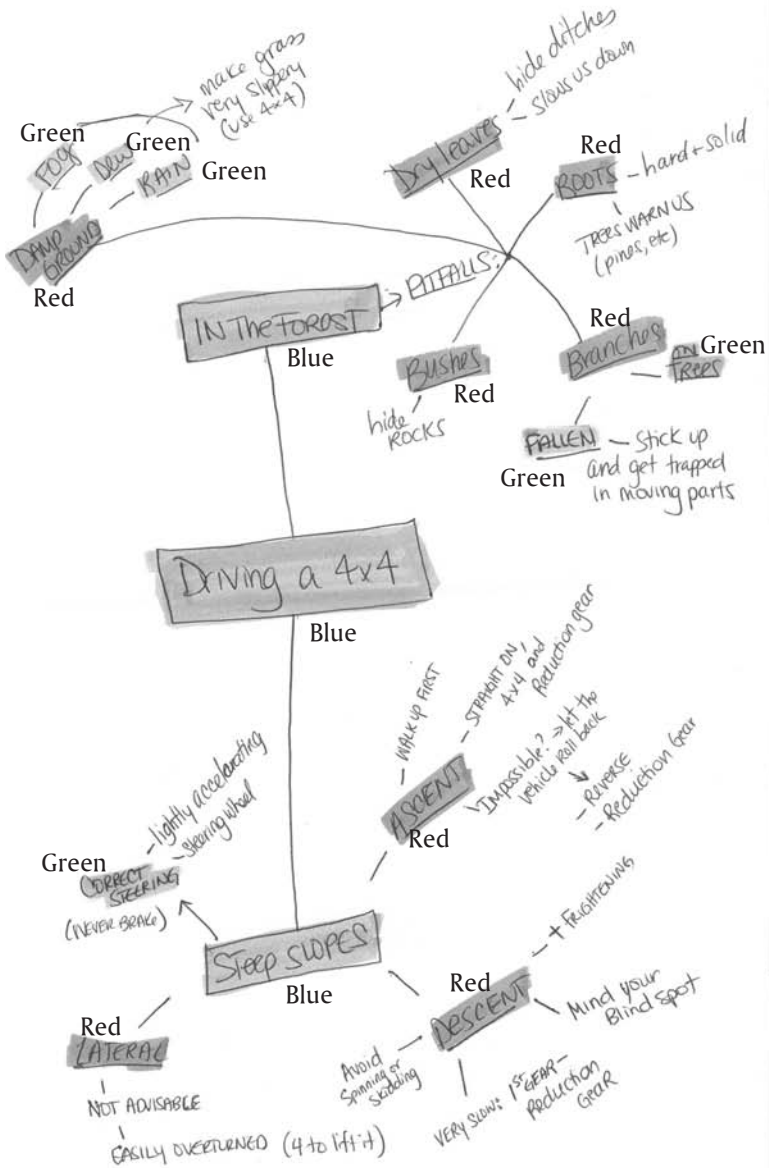 make grass
very slippery
(use 4x4)
Green
FOG
Green
DEW
Green
RAIN
DAMP
GROUND
Red
hide ditches
slows us down
Dry leaves
Red
Red
ROOTS
hard + solid
TREES WARN US
(pines, etc)
IN The FOREST
Blue
PITFALLS:
Bushes
Red
hide
ROCKS
Red
Branches
ON
TREES
Green
FALLEN
Green
Stick up
and get trapped
in moving parts
Driving a 4x4
Blue
WALK UP FIRST
STRAIGHT ON,
4x4 and
Reduction gear
ASCENT
Red
Impossible? → let the
vehicle Roll back
- REVERSE
- Reduction Gear
lightly accelerating
steering wheel
Green
CORRECT
STEERING
(NEVER BRAKE)
Steep SLOPES
Blue
Red
LATERAL
NOT ADVISABLE
EASILY OVERTURNED (4 to lift it)
Red
DESCENT
+ FRIGHTENING
Mind your
Blind Spot
Avoid
Spinning or
Skidding
VERY SLOW: 1ST GEAR -
Reduction
GEAR